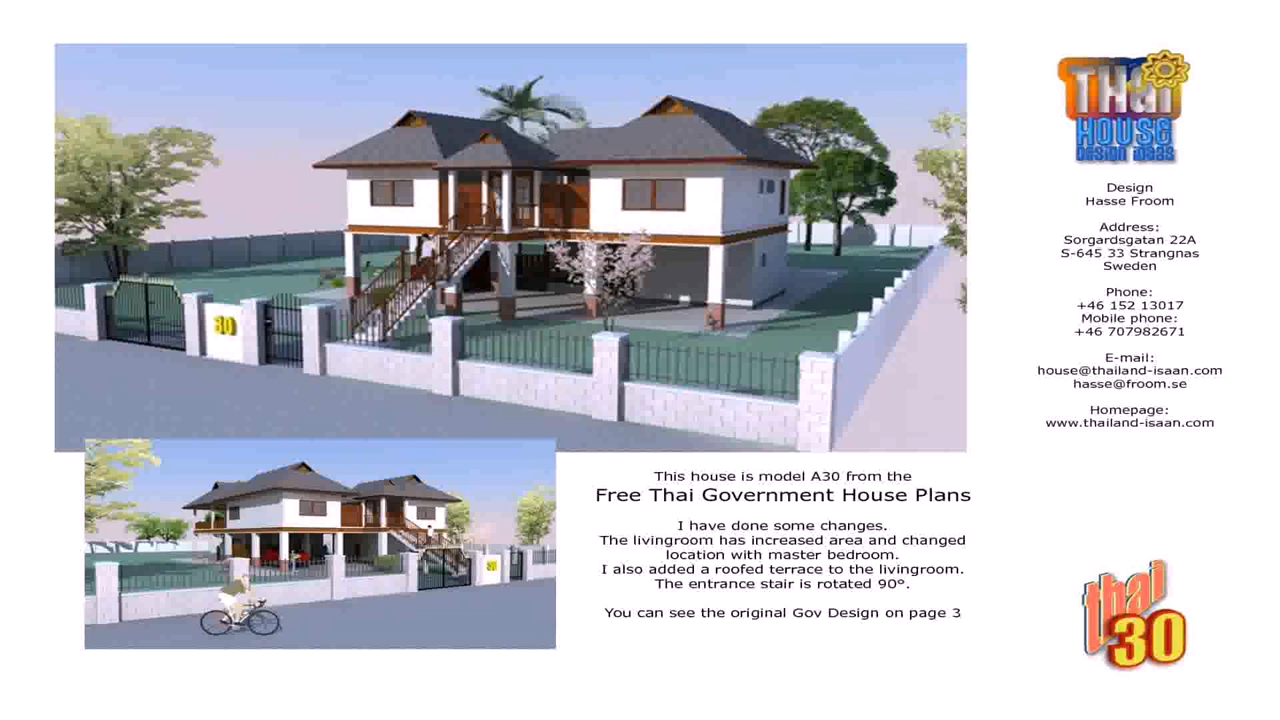 Thai
HOUSE
Design ideas
Design
Hasse Froom
Address:
Sorgardsgatan 22A
S-645 33 Strangnas
Sweden
Phone:
+46 152 13017
Mobile phone:
+46 707982671
E-mail:
house@thailand-isaan.com
hasse@froom.se
Homepage:
www.thailand-isaan.com
30
30
This house is model A30 from the
Free Thai Government House Plans
I have done some changes.
The livingroom has increased area and changed
location with master bedroom.
I also added a roofed terrace to the livingroom.
The entrance stair is rotated 90°.
You can see the original Gov Design on page 3
thai
30